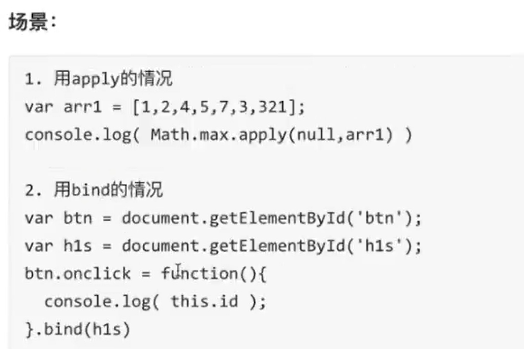 场景：
1. 用apply的情况
var arr1 = [1,2,4,5,7,3,321];
console.log( Math.max.apply(null,arr1) )
2. 用bind的情况
var btn = document.getElementById('btn');
var h1s = document.getElementById('h1s');
btn.onclick = function(){
  console.log( this.id );
}.bind(h1s)